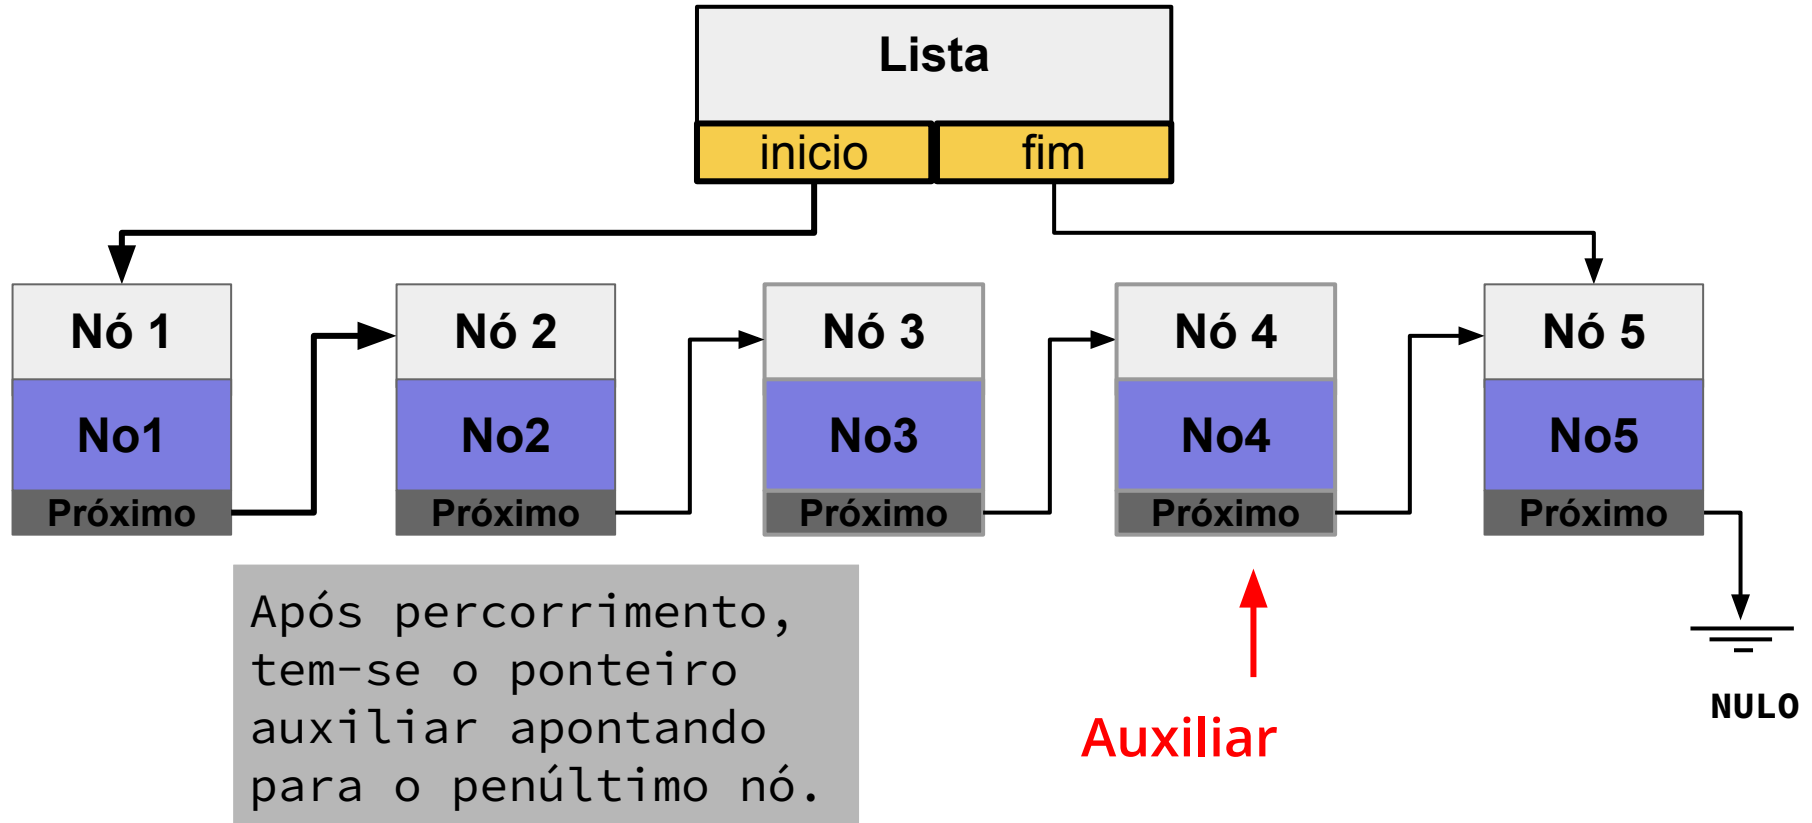 Lista
inicio fim
Nó 1 Nó 2 Nó 3 Nó 4 Nó 5
No1 No2 No3 No4 No5
Próximo Próximo Próximo Próximo Próximo
Após percorrimento,
tem-se o ponteiro
auxiliar apontando
para o penúltimo nó.
Auxiliar
NULO